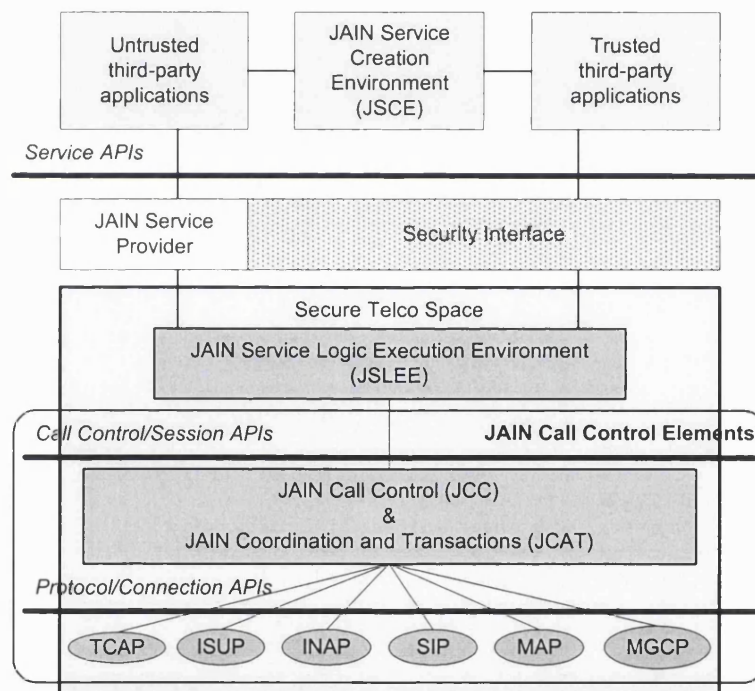 Untrusted
third-party
applications
JAIN Service
Creation
Environment
(JSCE)
Trusted
third-party
applications
Service APIs
JAIN Service
Provider
Security Interface
Secure Telco Space
JAIN Service Logic Execution Environment
(JSLEE)
Call Control/Session APIs
JAIN Call Control Elements
JAIN Call Control (JCC)
&
JAIN Coordination and Transactions (JCAT)
Protocol/Connection APIs
TCAP
ISUP
INAP
SIP
MAP
MGCP